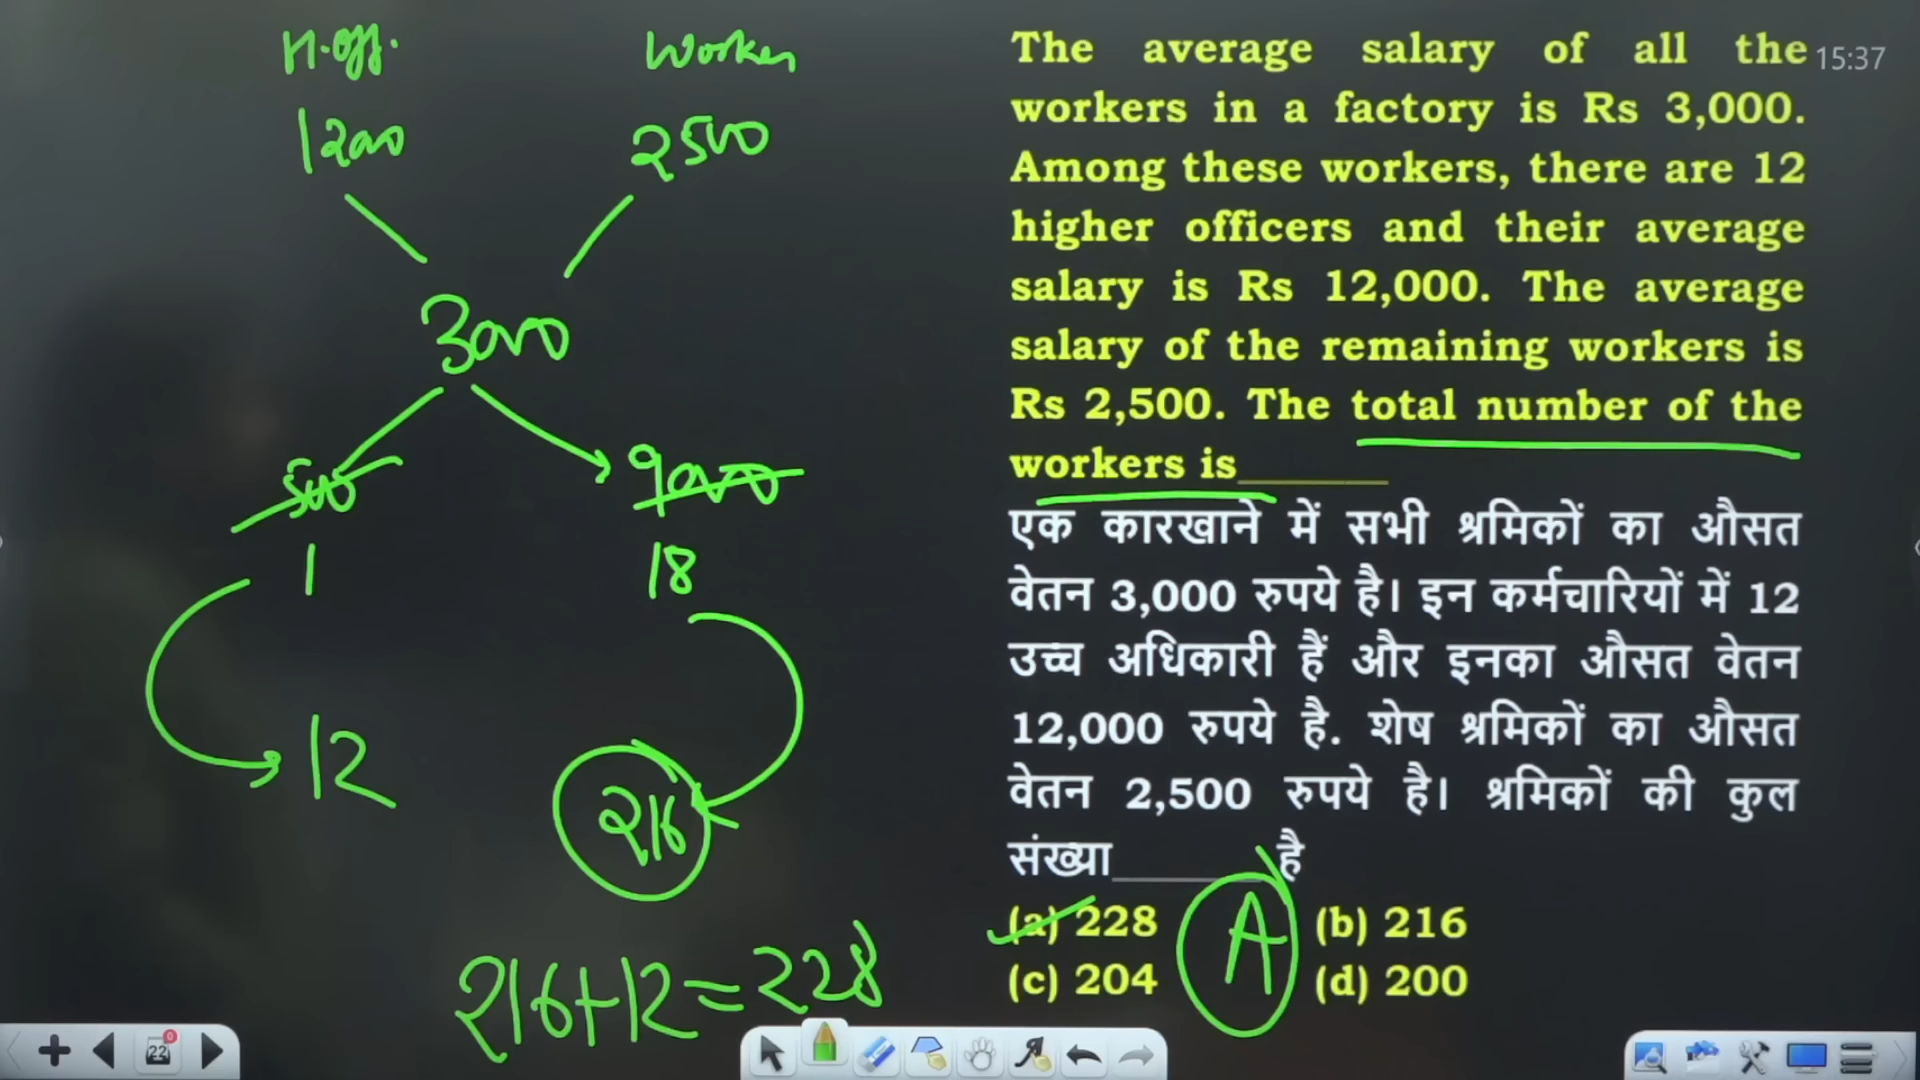 H.off. Worker
1200 2500
3000
500 9000
1 18
12 216
216+12=228
15:37
The average salary of all the
workers in a factory is Rs 3,000.
Among these workers, there are 12
higher officers and their average
salary is Rs 12,000. The average
salary of the remaining workers is
Rs 2,500. The total number of the
workers is______
एक कारखाने में सभी श्रमिकों का औसत
वेतन 3,000 रुपये है। इन कर्मचारियों में 12
उच्च अधिकारी हैं और इनका औसत वेतन
12,000 रुपये है. शेष श्रमिकों का औसत
वेतन 2,500 रुपये है। श्रमिकों की कुल
संख्या______है
(a) 228 (b) 216
A
(c) 204 (d) 200
22
0